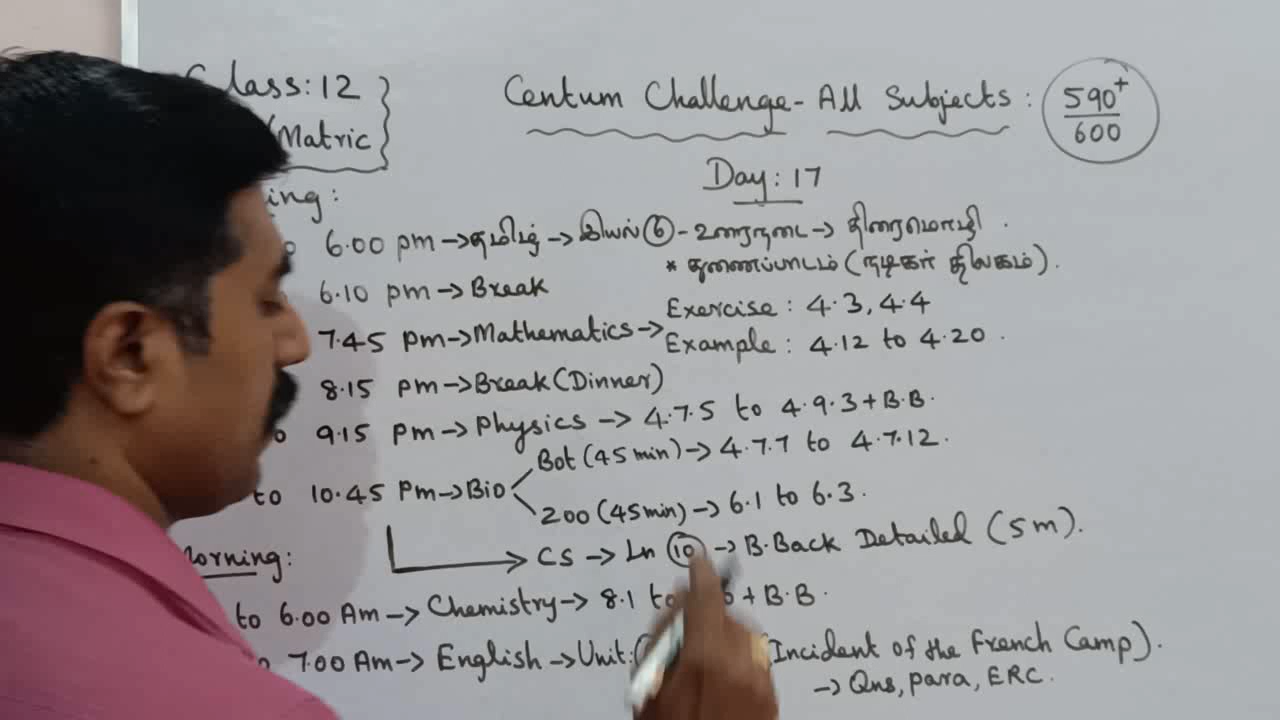 Class: 12
Centum Challenge - All Subjects : 590+/600
Matric
Day: 17
ing:
6.00 pm → தமிழ் → இயல் 6 - உரைநடை → திரைமொழி .
* துணைப்பாடம் (நடிகர் திலகம்).
6.10 pm → Break
7.45 pm → Mathematics → Exercise : 4.3, 4.4
Example : 4.12 to 4.20 .
8.15 pm → Break (Dinner)
9.15 pm → Physics → 4.7.5 to 4.9.3 + B.B.
Bot (45 min) → 4.7.7 to 4.7.12.
to 10.45 Pm → Bio
Zoo (45min) → 6.1 to 6.3.
CS → Ln 10 → B.Back Detailed (5m).
Morning:
to 6.00 Am → Chemistry → 8.1 to + B.B.
7.00 Am → English → Unit: (Incident of the French Camp).
→ Qns, para, ERC.